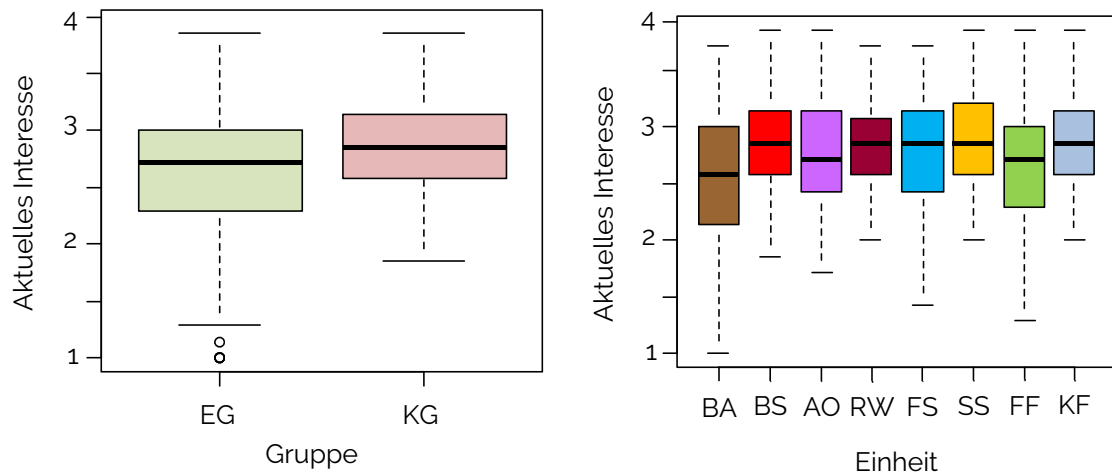 Aktuelles Interesse
4
3
2
1
EG KG
Gruppe
Aktuelles Interesse
4
3
2
1
BA BS AO RW FS SS FF KF
Einheit